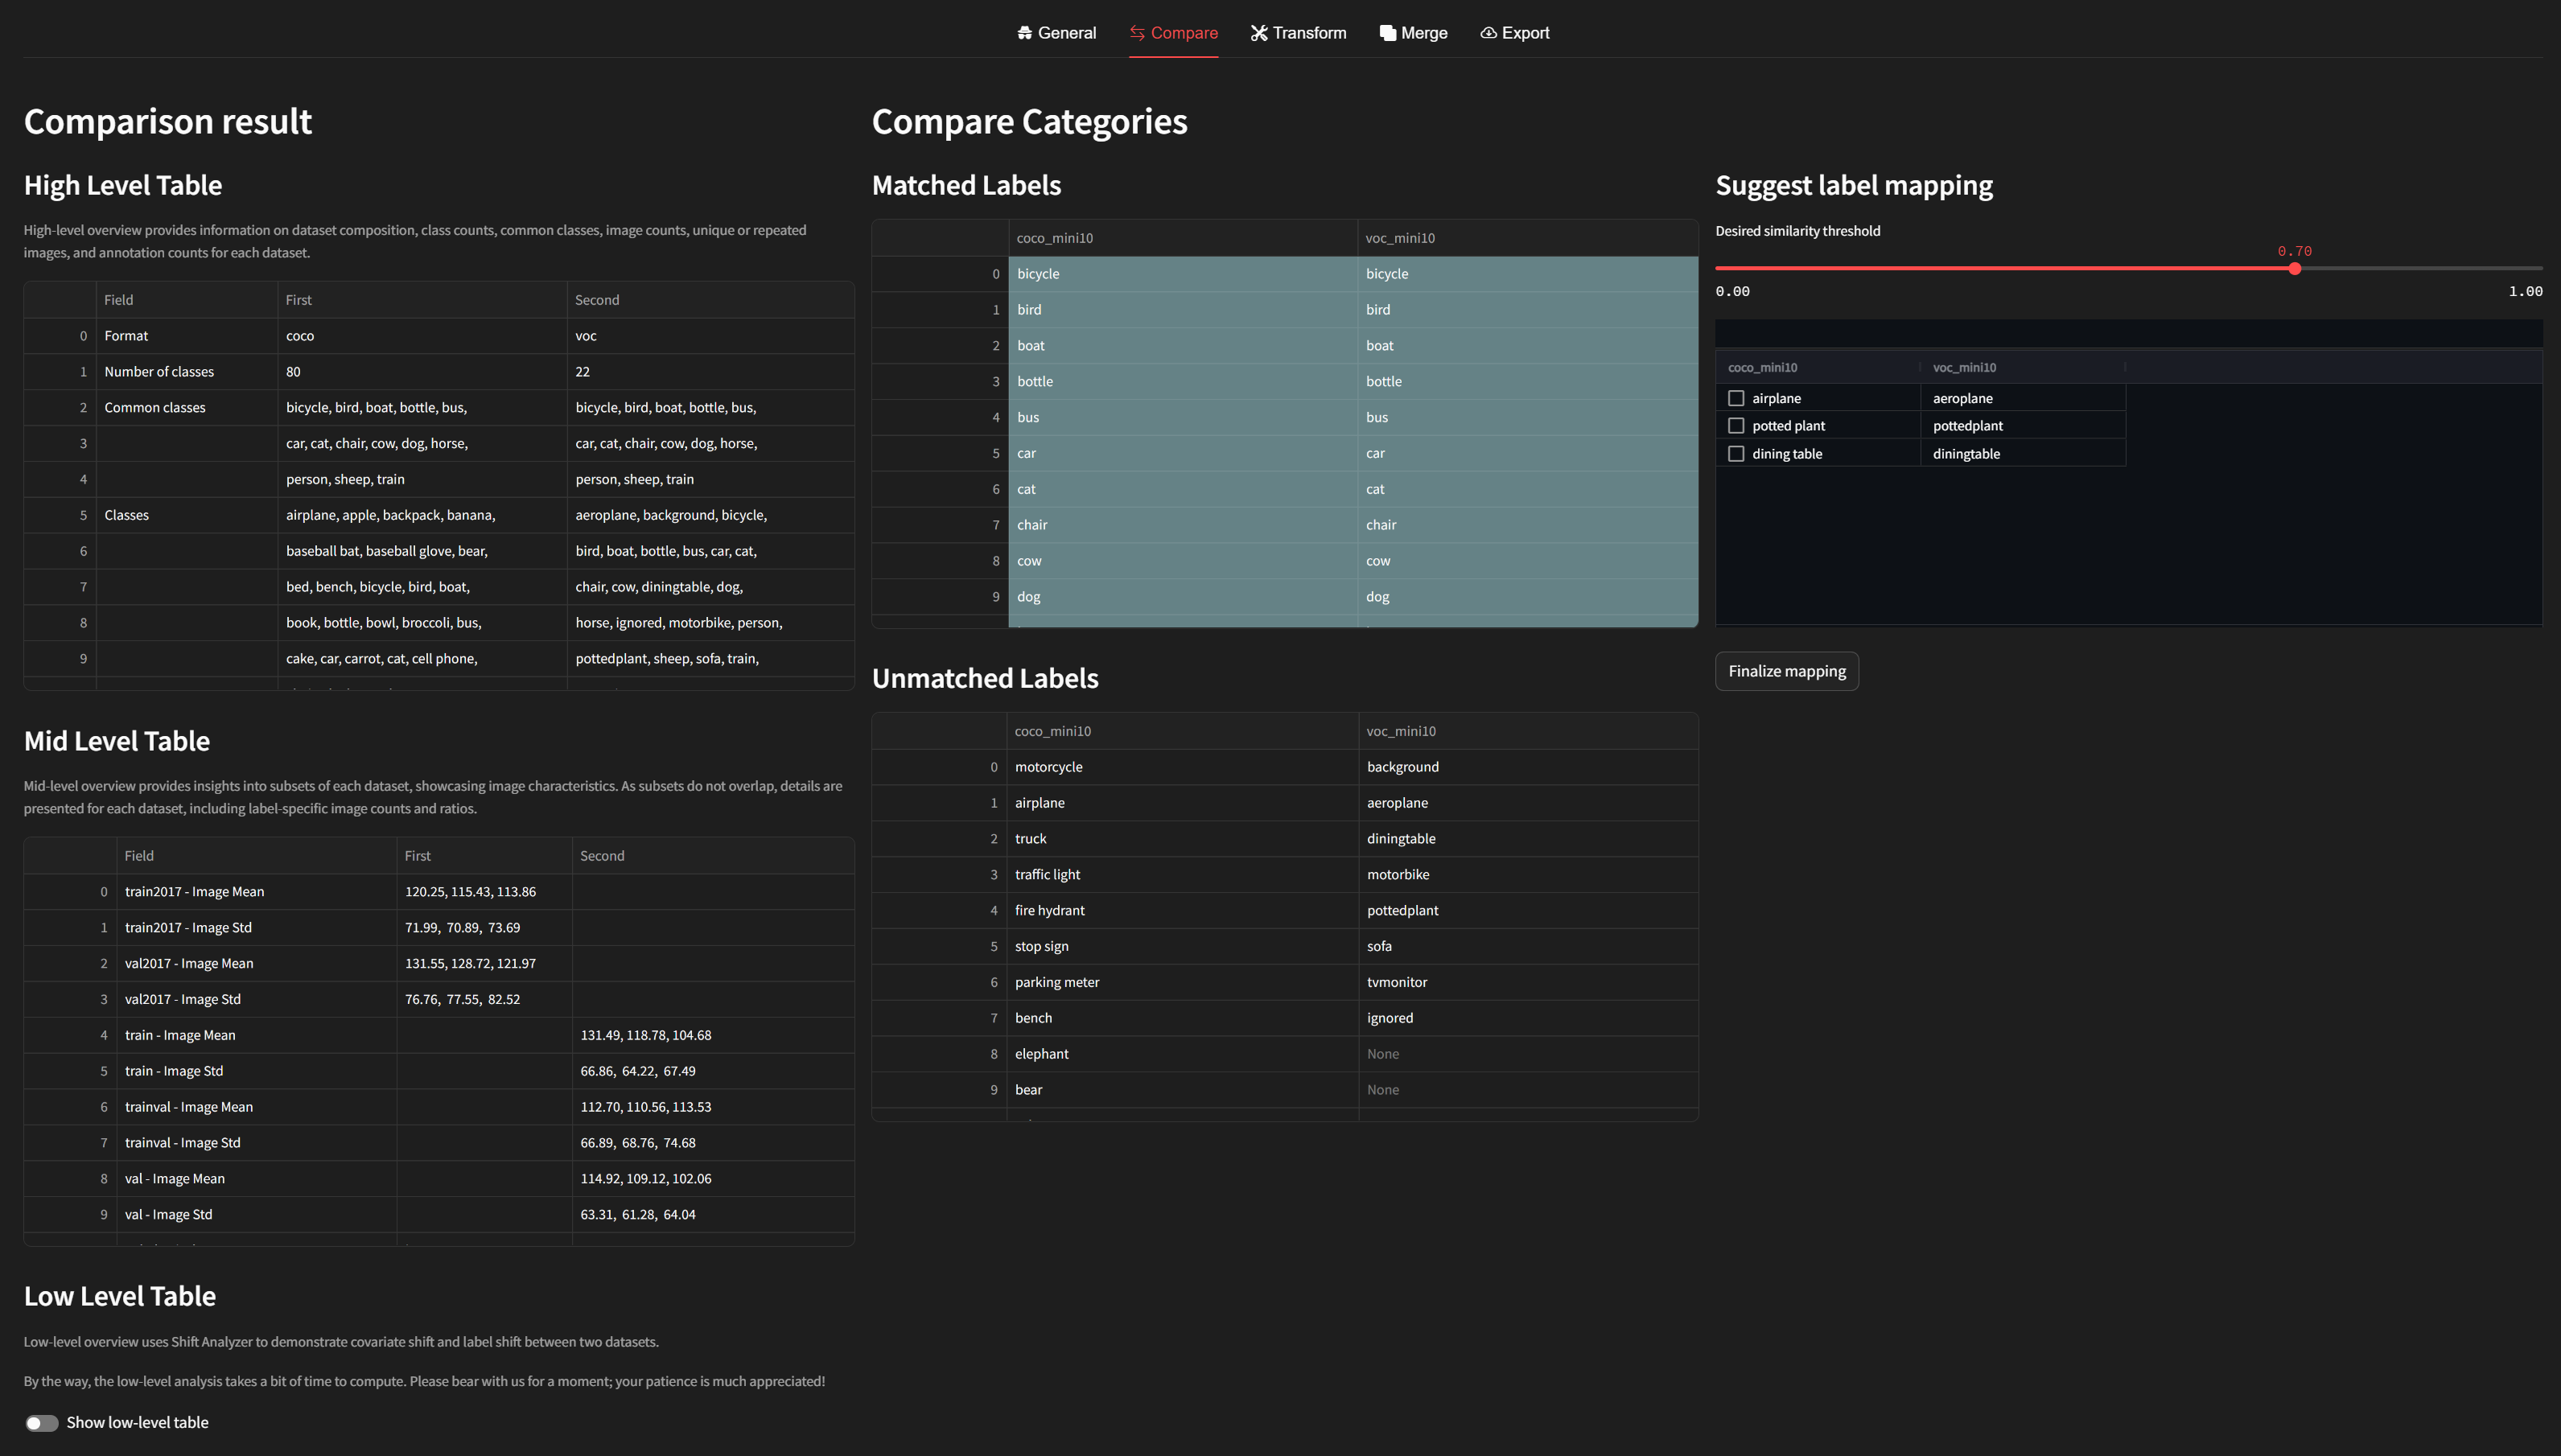 General Compare Transform Merge Export
Comparison result
High Level Table
High-level overview provides information on dataset composition, class counts, common classes, image counts, unique or repeated
images, and annotation counts for each dataset.
Field First Second
0 Format coco voc
1 Number of classes 80 22
2 Common classes bicycle, bird, boat, bottle, bus, bicycle, bird, boat, bottle, bus,
3 car, cat, chair, cow, dog, horse, car, cat, chair, cow, dog, horse,
4 person, sheep, train person, sheep, train
5 Classes airplane, apple, backpack, banana, aeroplane, background, bicycle,
6 baseball bat, baseball glove, bear, bird, boat, bottle, bus, car, cat,
7 bed, bench, bicycle, bird, boat, chair, cow, diningtable, dog,
8 book, bottle, bowl, broccoli, bus, horse, ignored, motorbike, person,
9 cake, car, carrot, cat, cell phone, pottedplant, sheep, sofa, train,
Mid Level Table
Mid-level overview provides insights into subsets of each dataset, showcasing image characteristics. As subsets do not overlap, details are
presented for each dataset, including label-specific image counts and ratios.
Field First Second
0 train2017 - Image Mean 120.25, 115.43, 113.86
1 train2017 - Image Std 71.99, 70.89, 73.69
2 val2017 - Image Mean 131.55, 128.72, 121.97
3 val2017 - Image Std 76.76, 77.55, 82.52
4 train - Image Mean 131.49, 118.78, 104.68
5 train - Image Std 66.86, 64.22, 67.49
6 trainval - Image Mean 112.70, 110.56, 113.53
7 trainval - Image Std 66.89, 68.76, 74.68
8 val - Image Mean 114.92, 109.12, 102.06
9 val - Image Std 63.31, 61.28, 64.04
Low Level Table
Low-level overview uses Shift Analyzer to demonstrate covariate shift and label shift between two datasets.
By the way, the low-level analysis takes a bit of time to compute. Please bear with us for a moment; your patience is much appreciated!
Show low-level table
Compare Categories
Matched Labels
coco_mini10 voc_mini10
0 bicycle bicycle
1 bird bird
2 boat boat
3 bottle bottle
4 bus bus
5 car car
6 cat cat
7 chair chair
8 cow cow
9 dog dog
Unmatched Labels
coco_mini10 voc_mini10
0 motorcycle background
1 airplane aeroplane
2 truck diningtable
3 traffic light motorbike
4 fire hydrant pottedplant
5 stop sign sofa
6 parking meter tvmonitor
7 bench ignored
8 elephant None
9 bear None
Suggest label mapping
Desired similarity threshold
0.70
0.00 1.00
coco_mini10 voc_mini10
airplane aeroplane
potted plant pottedplant
dining table diningtable
Finalize mapping